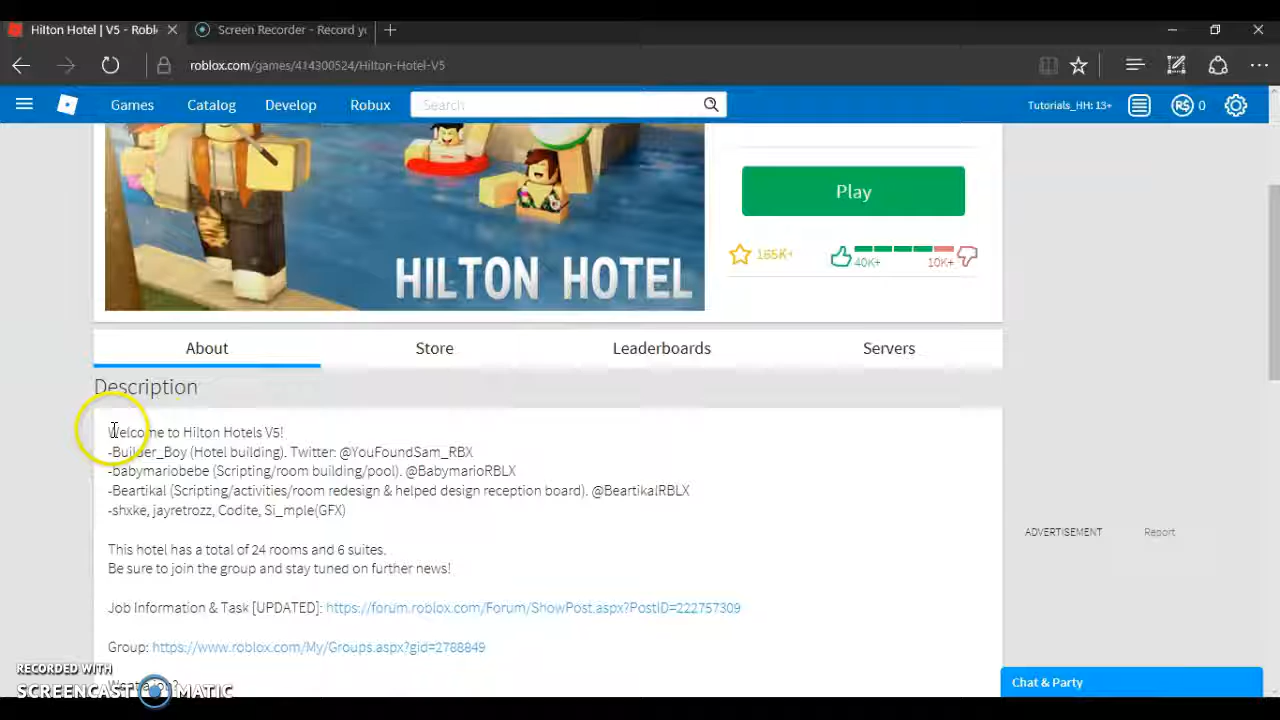 Hilton Hotel | V5 - Robl
Screen Recorder - Record yo
roblox.com/games/414300524/Hilton-Hotel-V5
Games Catalog Develop Robux Search Tutorials_HH: 13+ R$ 0
Play
165K+ 40K+ 10K+
HILTON HOTEL
About Store Leaderboards Servers
Description
Welcome to Hilton Hotels V5!
-Builder_Boy (Hotel building). Twitter: @YouFoundSam_RBX
-babymariobebe (Scripting/room building/pool). @BabymarioRBLX
-Beartikal (Scripting/activities/room redesign & helped design reception board). @BeartikalRBLX
-shxke, jayretrozz, Codite, Si_mple(GFX)
This hotel has a total of 24 rooms and 6 suites.
Be sure to join the group and stay tuned on further news!
ADVERTISEMENT Report
Job Information & Task [UPDATED]: https://forum.roblox.com/Forum/ShowPost.aspx?PostID=222757309
Group: https://www.roblox.com/My/Groups.aspx?gid=2788849
RECORDED WITH
SCREENCAST MATIC
Chat & Party